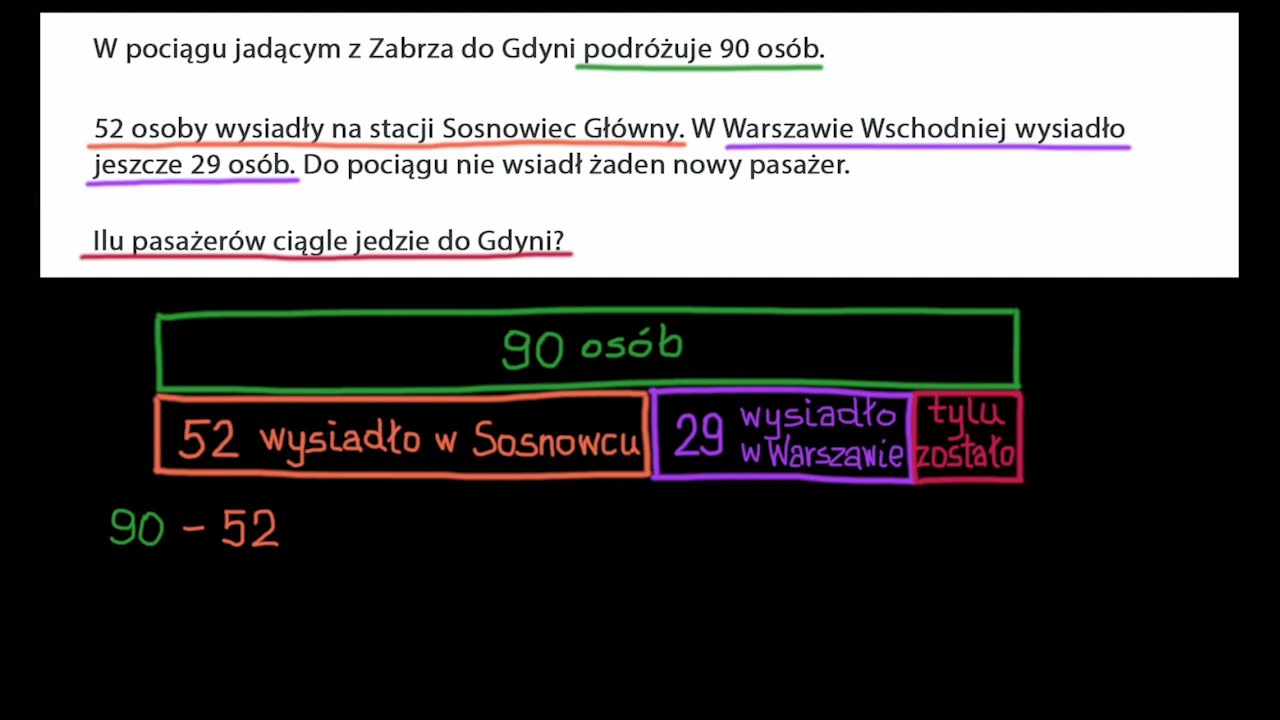 W pociągu jadącym z Zabrza do Gdyni podróżuje 90 osób.
52 osoby wysiadły na stacji Sosnowiec Główny. W Warszawie Wschodniej wysiadło
jeszcze 29 osób. Do pociągu nie wsiadł żaden nowy pasażer.
Ilu pasażerów ciągle jedzie do Gdyni?
90 osób
52 wysiadło w Sosnowcu
29 wysiadło
w Warszawie
tylu
zostało
90 - 52